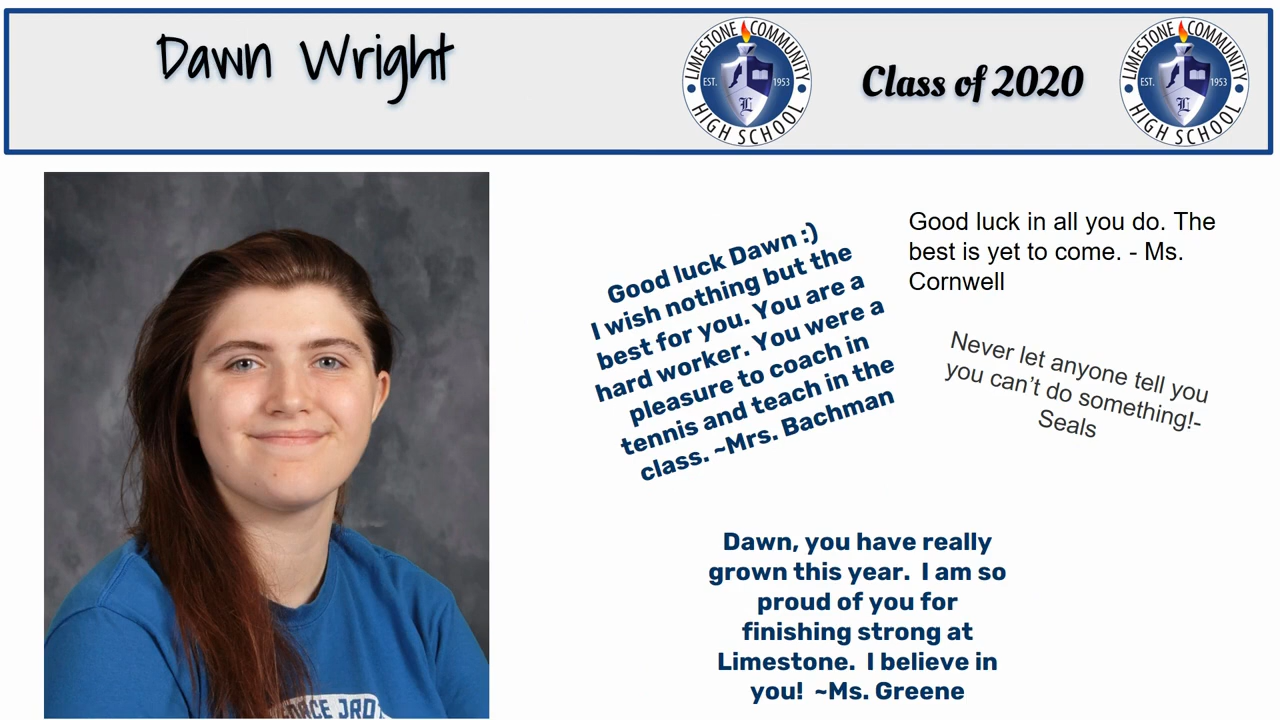 Dawn Wright
LIMESTONE COMMUNITY
EST. 1953
L
HIGH SCHOOL
Class of 2020
LIMESTONE COMMUNITY
EST. 1953
L
HIGH SCHOOL
Good luck Dawn :)
I wish nothing but the
best for you. You are a
hard worker. You were a
pleasure to coach in
tennis and teach in the
class. ~Mrs. Bachman
Good luck in all you do. The
best is yet to come. - Ms.
Cornwell
Never let anyone tell you
you can’t do something!-
Seals
Dawn, you have really
grown this year.  I am so
proud of you for
finishing strong at
Limestone.  I believe in
you!  ~Ms. Greene